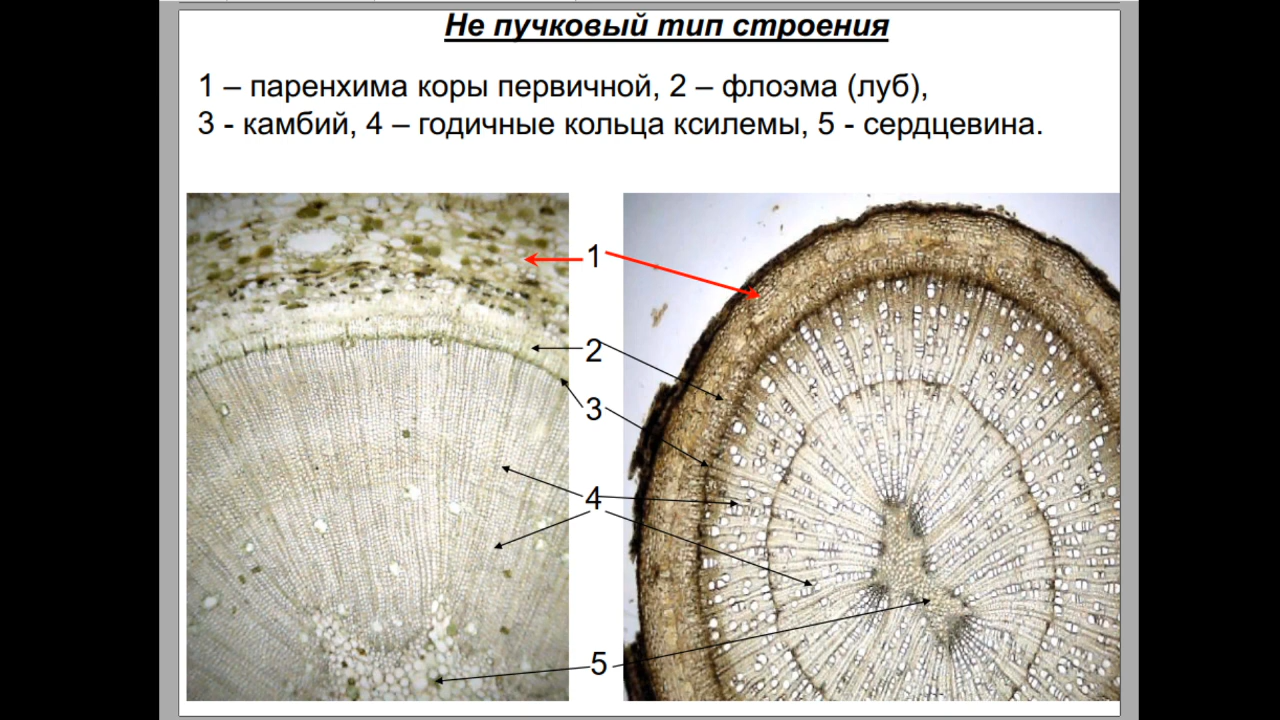 Не пучковый тип строения
1 – паренхима коры первичной, 2 – флоэма (луб),
3 - камбий, 4 – годичные кольца ксилемы, 5 - сердцевина.
1
2
3
4
5